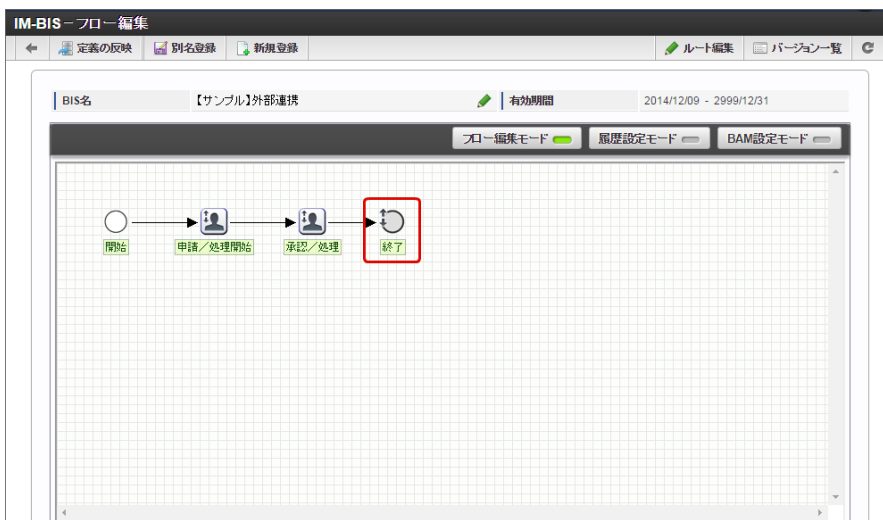 IM-BIS－フロー編集
定義の反映 別名登録 新規登録 ルート編集 バージョン一覧
BIS名 【サンプル】外部連携 有効期間 2014/12/09 - 2999/12/31
フロー編集モード 履歴設定モード BAM設定モード
開始 申請／処理開始 承認／処理 終了